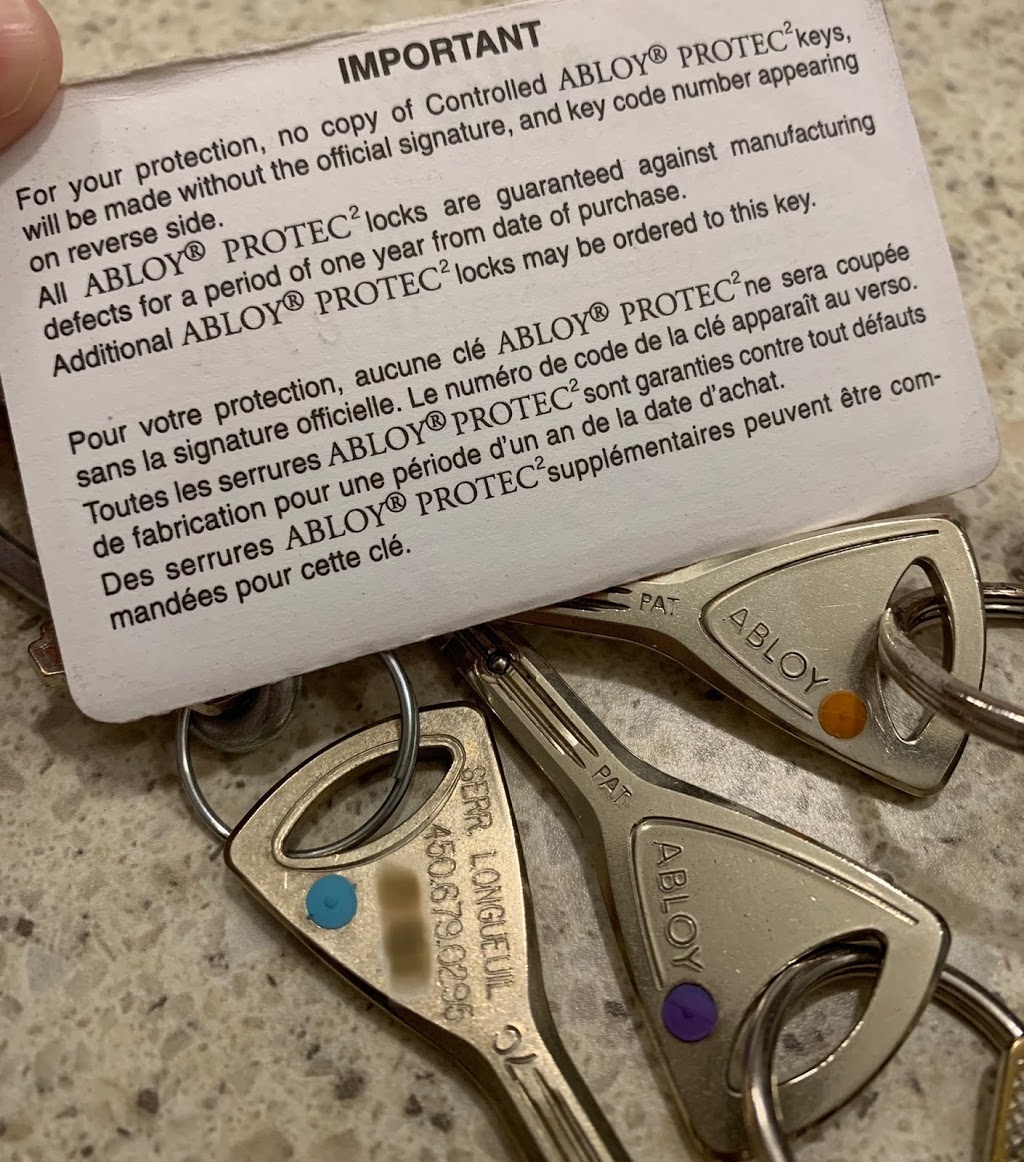 IMPORTANT
For your protection, no copy of Controlled ABLOY® PROTEC² keys,
will be made without the official signature, and key code number appearing
on reverse side.
All ABLOY® PROTEC² locks are guaranteed against manufacturing
defects for a period of one year from date of purchase.
Additional ABLOY® PROTEC² locks may be ordered to this key.
Pour votre protection, aucune clé ABLOY® PROTEC² ne sera coupée
sans la signature officielle. Le numéro de code de la clé apparaît au verso.
Toutes les serrures ABLOY® PROTEC² sont garanties contre tout défauts
de fabrication pour une période d'un an de la date d'achat.
Des serrures ABLOY® PROTEC² supplémentaires peuvent être com-
mandées pour cette clé.
PAT
ABLOY
PAT
ABLOY
SERR LONGUEUIL
450.679.0295